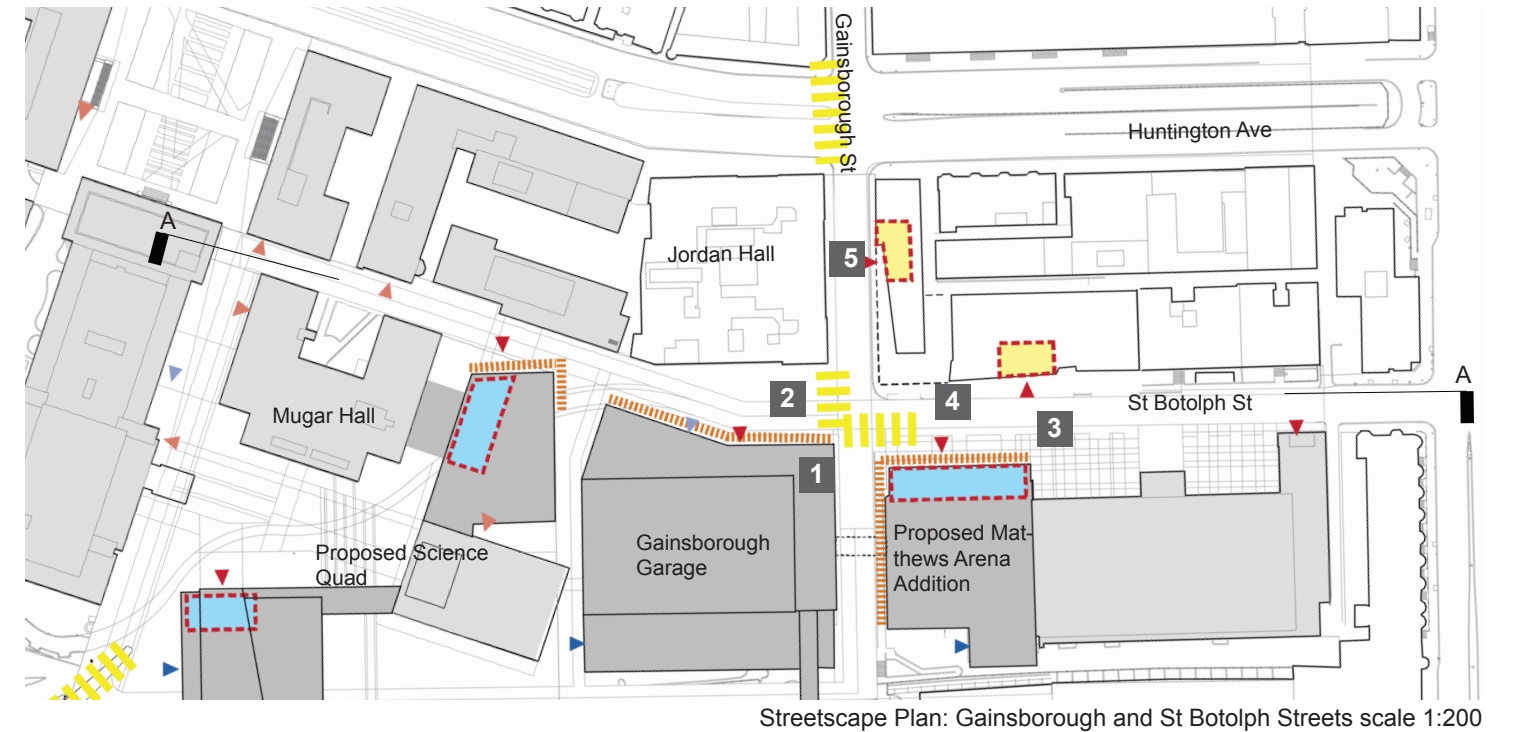 Gainsborough St
Huntington Ave
A
Jordan Hall
5
A
2
4
St Botolph St
Mugar Hall
3
1
Proposed Mat-
thews Arena
Addition
Gainsborough
Garage
Proposed Science
Quad
Streetscape Plan: Gainsborough and St Botolph Streets scale 1:200